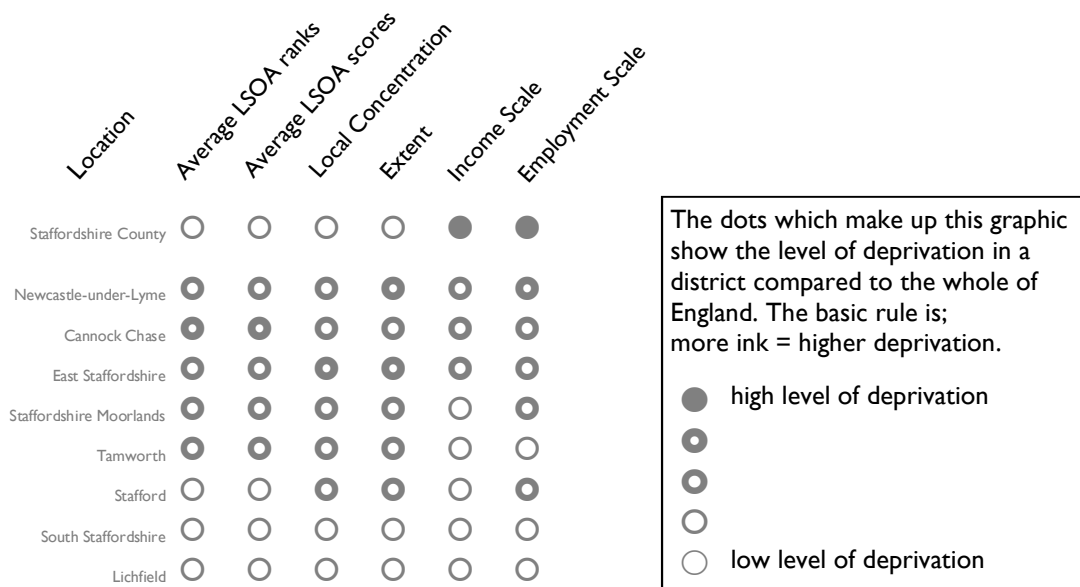 Location
Average LSOA ranks
Average LSOA scores
Local Concentration
Extent
Income Scale
Employment Scale
Staffordshire County
Newcastle-under-Lyme
Cannock Chase
East Staffordshire
Staffordshire Moorlands
Tamworth
Stafford
South Staffordshire
Lichfield
The dots which make up this graphic
show the level of deprivation in a
district compared to the whole of
England. The basic rule is;
more ink = higher deprivation.
high level of deprivation
low level of deprivation